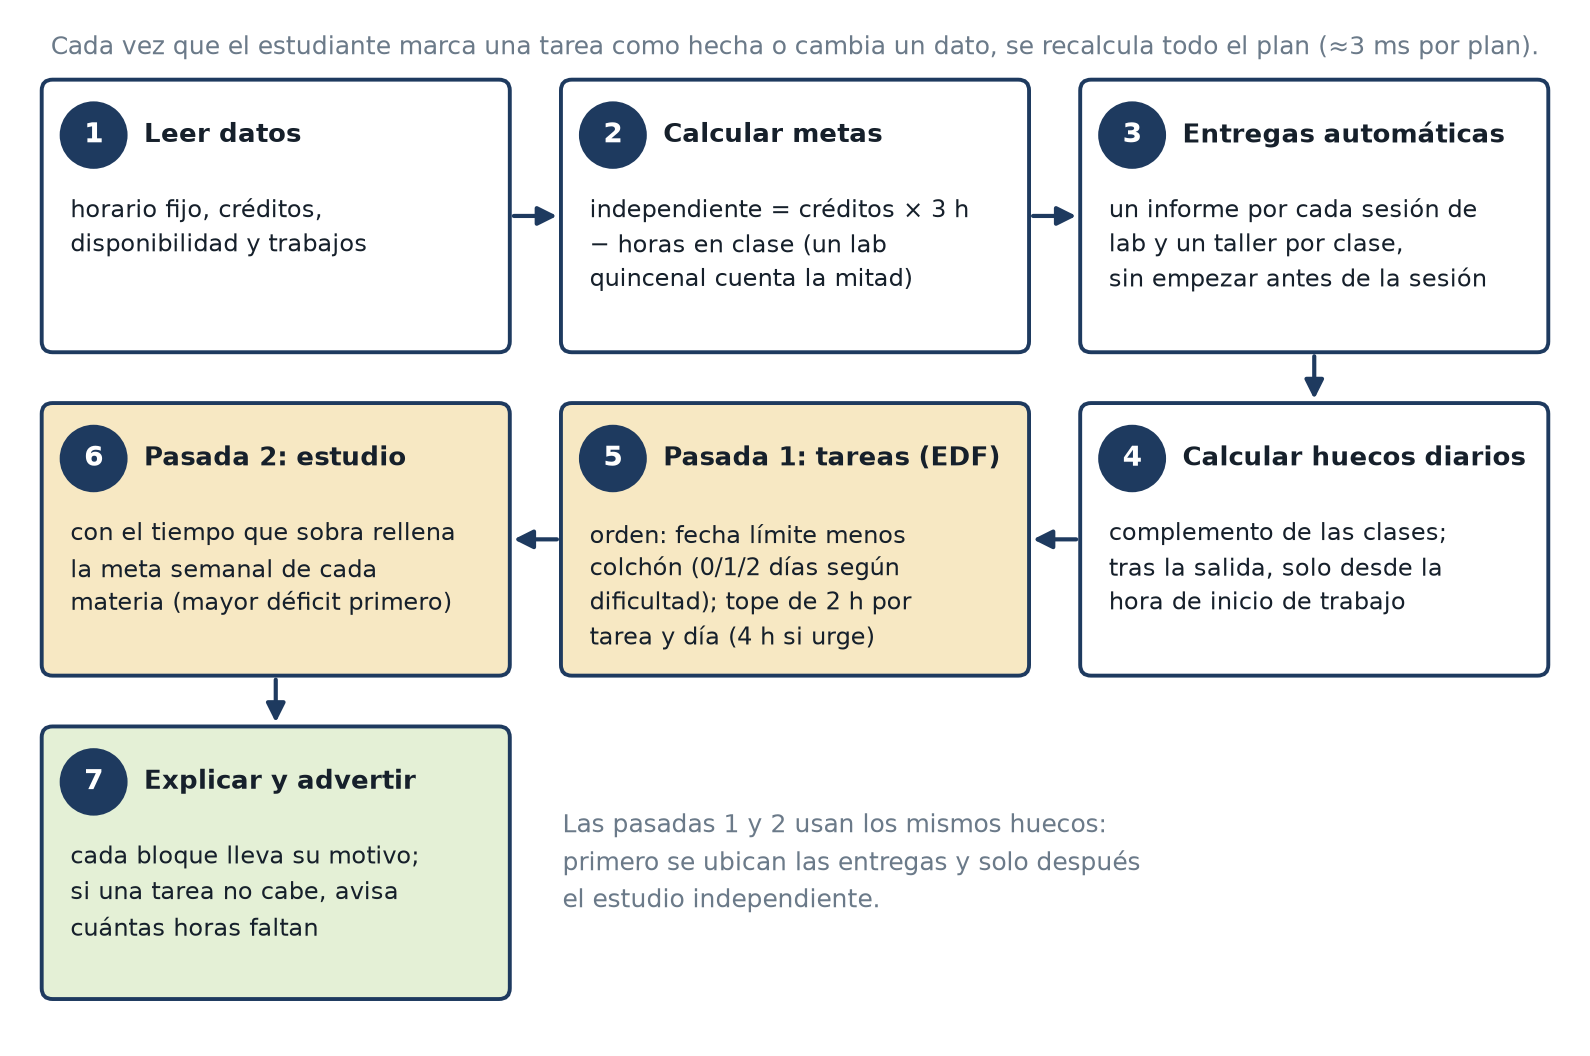 Cada vez que el estudiante marca una tarea como hecha o cambia un dato, se recalcula todo el plan (≈3 ms por plan).
1 Leer datos
horario fijo, créditos,
disponibilidad y trabajos
2 Calcular metas
independiente = créditos × 3 h
− horas en clase (un lab
quincenal cuenta la mitad)
3 Entregas automáticas
un informe por cada sesión de
lab y un taller por clase,
sin empezar antes de la sesión
4 Calcular huecos diarios
complemento de las clases;
tras la salida, solo desde la
hora de inicio de trabajo
5 Pasada 1: tareas (EDF)
orden: fecha límite menos
colchón (0/1/2 días según
dificultad); tope de 2 h por
tarea y día (4 h si urge)
6 Pasada 2: estudio
con el tiempo que sobra rellena
la meta semanal de cada
materia (mayor déficit primero)
7 Explicar y advertir
cada bloque lleva su motivo;
si una tarea no cabe, avisa
cuántas horas faltan
Las pasadas 1 y 2 usan los mismos huecos:
primero se ubican las entregas y solo después
el estudio independiente.